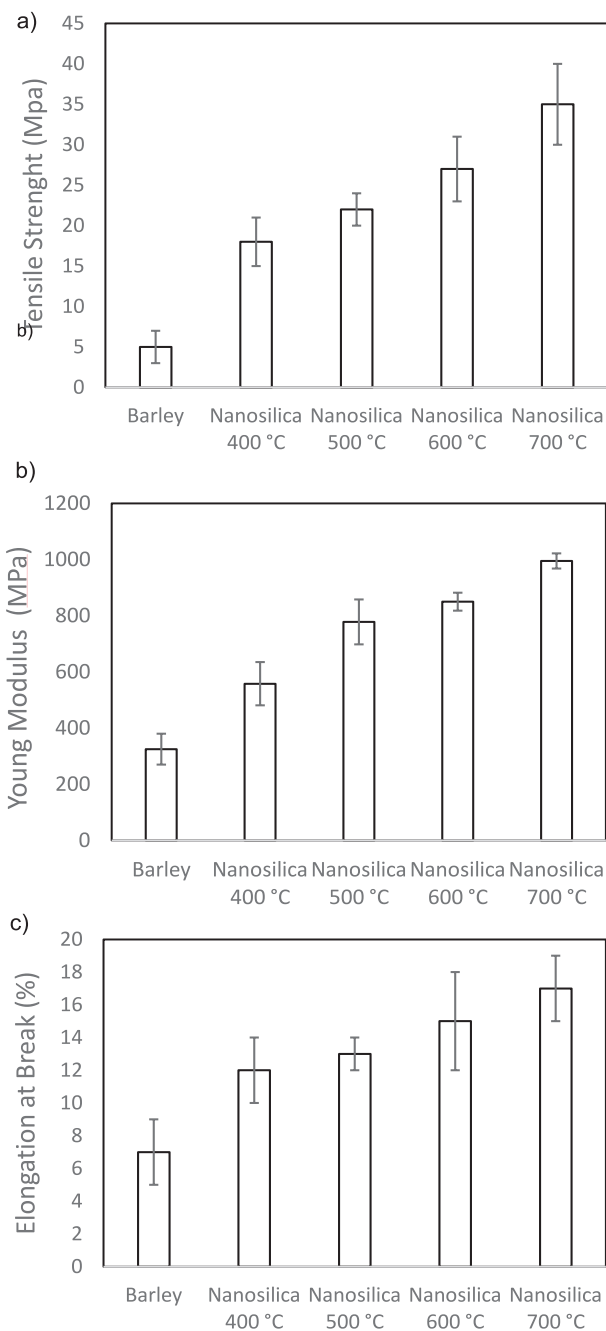 a)
Tensile Strenght (Mpa)
45
40
35
30
25
20
15
10
5
0
b)
Barley Nanosilica Nanosilica Nanosilica Nanosilica
400 °C 500 °C 600 °C 700 °C
b)
Young Modulus (MPa)
1200
1000
800
600
400
200
0
Barley Nanosilica Nanosilica Nanosilica Nanosilica
400 °C 500 °C 600 °C 700 °C
c)
Elongation at Break (%)
20
18
16
14
12
10
8
6
4
2
0
Barley Nanosilica Nanosilica Nanosilica Nanosilica
400 °C 500 °C 600 °C 700 °C